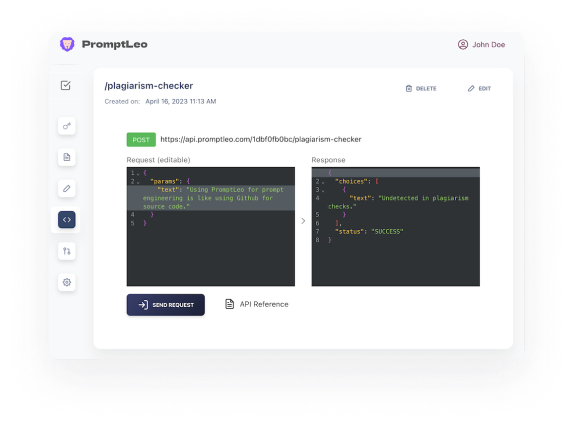 PromptLeo
John Doe
/plagiarism-checker
DELETE
EDIT
Created on: April 16, 2023 11:13 AM
POST https://api.promptleo.com/1dbf0fb0bc/plagiarism-checker
Request (editable)
1 {
2 "params": {
3 "text": "Using PromptLeo for prompt
engineering is like using Github for
source code."
4 }
5 }
Response
{
2 "choices": [
3 {
4 "text": "Undetected in plagiarism
checks."
5 }
6 ],
7 "status": "SUCCESS"
8 }
SEND REQUEST
API Reference